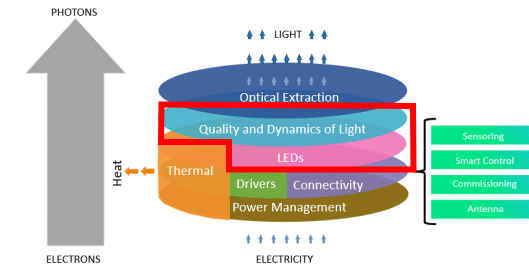 PHOTONS
LIGHT
Optical Extraction
Quality and Dynamics of Light
LEDs
Thermal
Heat
Drivers
Connectivity
Power Management
Sensoring
Smart Control
Commissioning
Antenna
ELECTRONS
ELECTRICITY